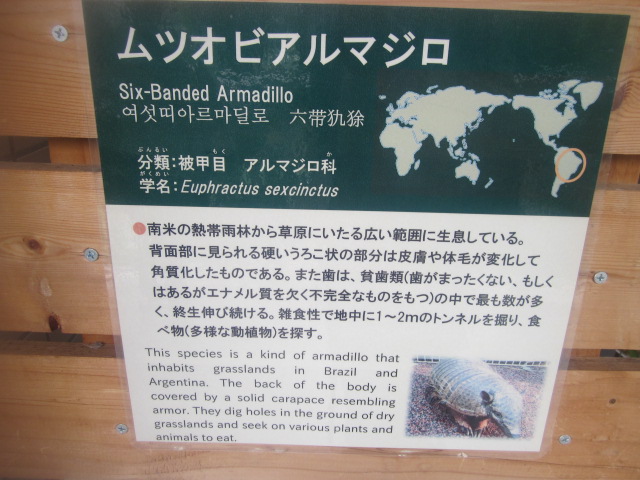 ムツオビアルマジロ
Six-Banded Armadillo
여섯띠아르마딜로 六帯犰狳
ぶんるい もく か
分類:被甲目 アルマジロ科
がくめい
学名:Euphractus sexcinctus
●南米の熱帯雨林から草原にいたる広い範囲に生息している。
背面部に見られる硬いうろこ状の部分は皮膚や体毛が変化して
角質化したものである。また歯は、貧歯類(歯がまったくない、もしく
はあるがエナメル質を欠く不完全なものをもつ)の中で最も数が多
く、終生伸び続ける。雑食性で地中に1~2mのトンネルを掘り、食
べ物(多様な動植物)を探す。
This species is a kind of armadillo that
inhabits grasslands in Brazil and
Argentina. The back of the body is
covered by a solid carapace resembling
armor. They dig holes in the ground of dry
grasslands and seek on various plants and
animals to eat.